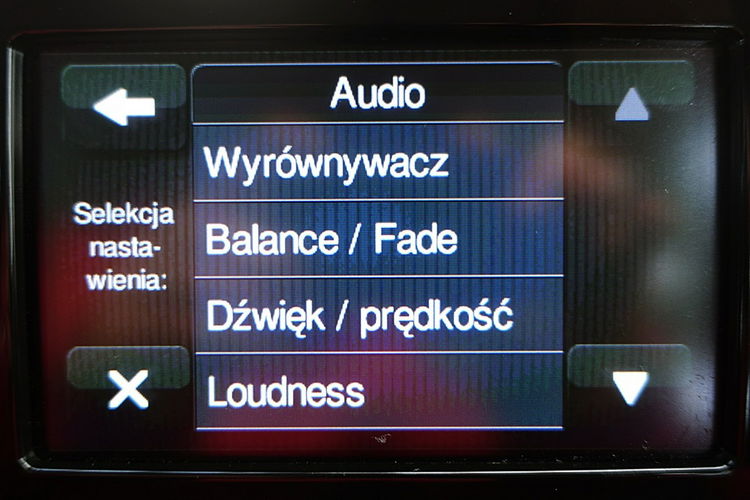 Audio
Wyrównywacz
Selekcja
nasta-
wienia:
Balance / Fade
Dźwięk / prędkość
Loudness